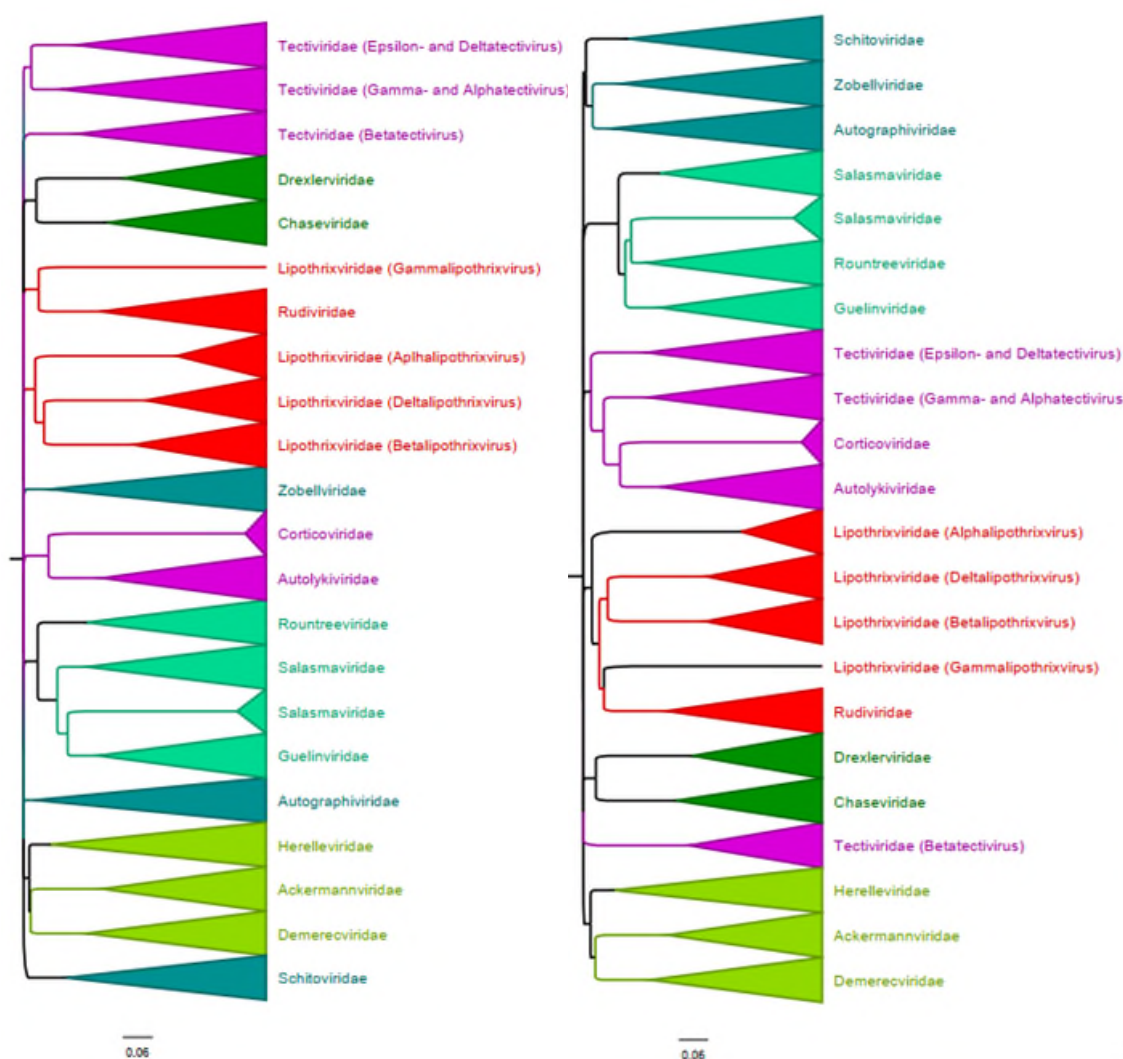 Tectiviridae (Epsilon- and Deltatectivirus)
Tectiviridae (Gamma- and Alphatectivirus)
Tectviridae (Betatectivirus)
Drexlerviridae
Chaseviridae
Lipothrixviridae (Gammalipothrixvirus)
Rudiviridae
Lipothrixviridae (Aplhalipothrixvirus)
Lipothrixviridae (Deltalipothrixvirus)
Lipothrixviridae (Betalipothrixvirus)
Zobellviridae
Corticoviridae
Autolykiviridae
Rountreeviridae
Salasmaviridae
Salasmaviridae
Guelinviridae
Autographiviridae
Herelleviridae
Ackermannviridae
Demerecviridae
Schitoviridae
0.06
Schitoviridae
Zobellviridae
Autographiviridae
Salasmaviridae
Salasmaviridae
Rountreeviridae
Guelinviridae
Tectiviridae (Epsilon- and Deltatectivirus)
Tectiviridae (Gamma- and Alphatectivirus
Corticoviridae
Autolykiviridae
Lipothrixviridae (Alphalipothrixvirus)
Lipothrixviridae (Deltalipothrixvirus)
Lipothrixviridae (Betalipothrixvirus)
Lipothrixviridae (Gammalipothrixvirus)
Rudiviridae
Drexlerviridae
Chaseviridae
Tectiviridae (Betatectivirus)
Herelleviridae
Ackermannviridae
Demerecviridae
0.06